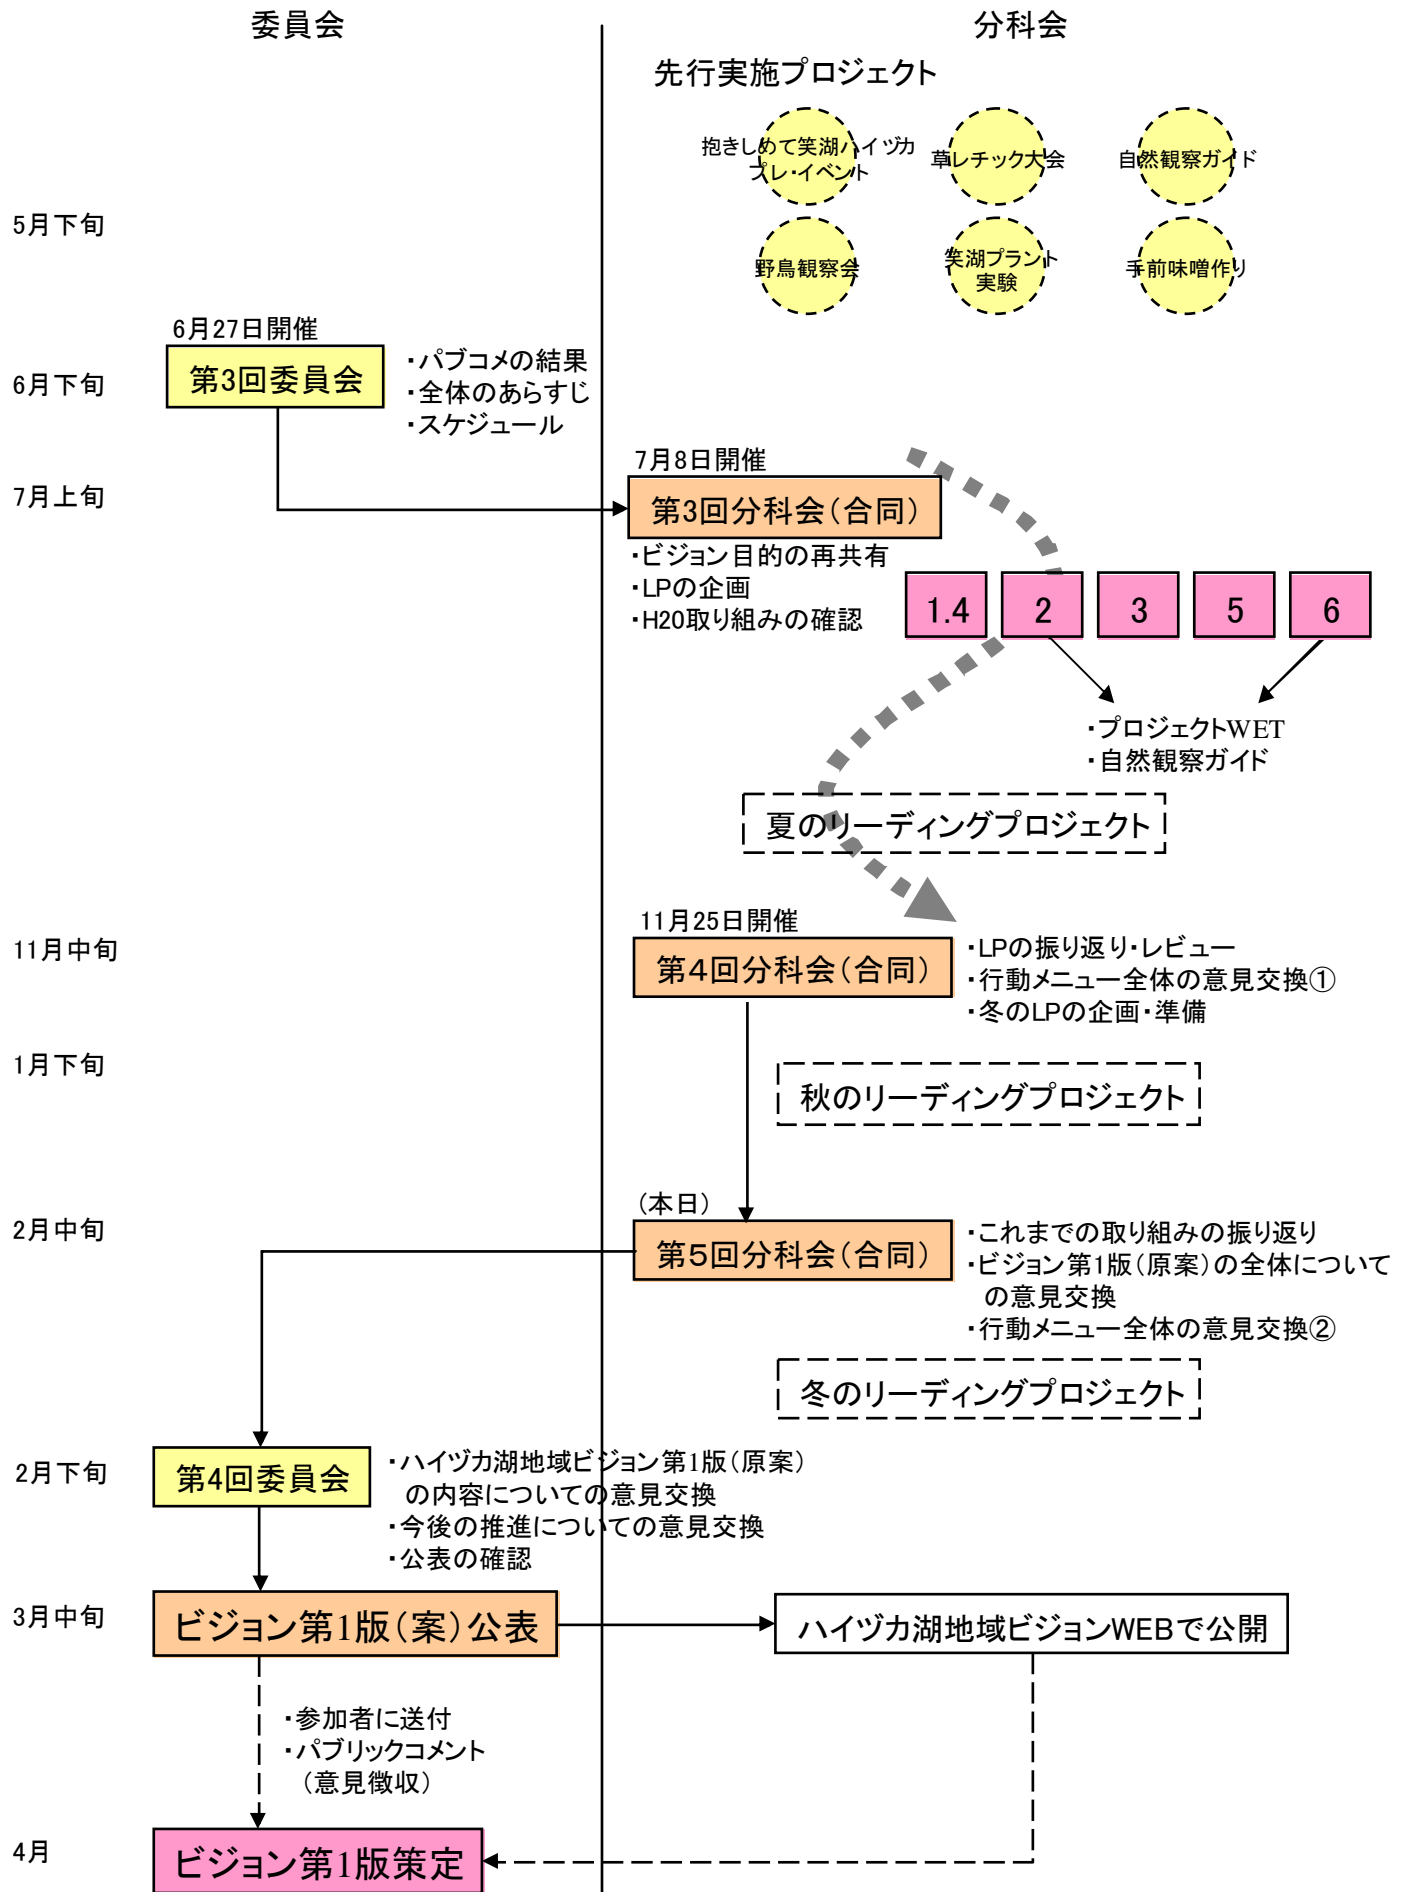 委員会
分科会
先行実施プロジェクト
抱きしめて笑湖ハイヅカ
プレ・イベント
草レチック大会
自然観察ガイド
5月下旬
野鳥観察会
笑湖プラント
実験
手前味噌作り
6月27日開催
6月下旬
第3回委員会
・パブコメの結果
・全体のあらすじ
・スケジュール
7月8日開催
7月上旬
第3回分科会(合同)
・ビジョン目的の再共有
・LPの企画
・H20取り組みの確認
1.4
2
3
5
6
・プロジェクトWET
・自然観察ガイド
夏のリーディングプロジェクト
11月25日開催
11月中旬
第4回分科会(合同)
・LPの振り返り・レビュー
・行動メニュー全体の意見交換①
・冬のLPの企画・準備
1月下旬
秋のリーディングプロジェクト
(本日)
2月中旬
第5回分科会(合同)
・これまでの取り組みの振り返り
・ビジョン第1版(原案)の全体について
の意見交換
・行動メニュー全体の意見交換②
冬のリーディングプロジェクト
2月下旬
第4回委員会
・ハイヅカ湖地域ビジョン第1版(原案)
の内容についての意見交換
・今後の推進についての意見交換
・公表の確認
3月中旬
ビジョン第1版(案)公表
ハイヅカ湖地域ビジョンWEBで公開
・参加者に送付
・パブリックコメント
(意見徴収)
4月
ビジョン第1版策定